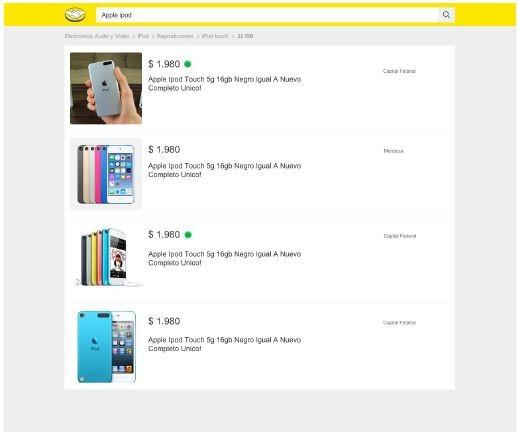 Apple ipod
Electrónica, Audio y Video > iPod > Reproductores > iPod touch > 32 GB
$ 1.980
Apple Ipod Touch 5g 16gb Negro Igual A Nuevo
Completo Unico!
Capital Federal
iPod
$ 1.980
Apple Ipod Touch 5g 16gb Negro Igual A Nuevo
Completo Unico!
Mendoza
$ 1.980
Apple Ipod Touch 5g 16gb Negro Igual A Nuevo
Completo Unico!
Capital Federal
$ 1.980
Apple Ipod Touch 5g 16gb Negro Igual A Nuevo
Completo Unico!
Capital Federal
iPod